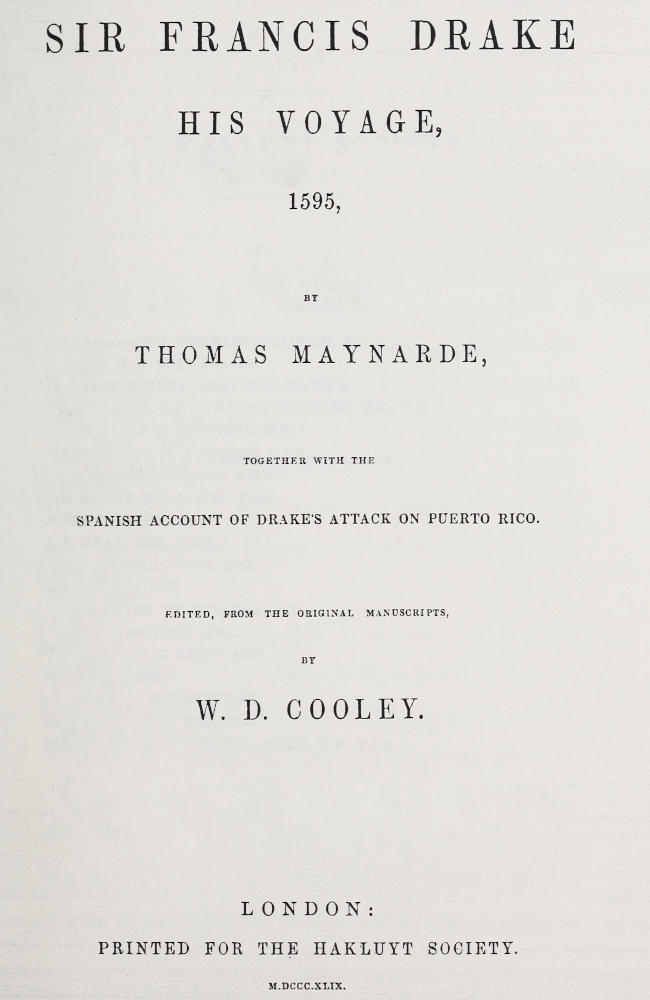 SIR FRANCIS DRAKE
HIS VOYAGE,
1595,
BY
THOMAS MAYNARDE,
TOGETHER WITH THE
SPANISH ACCOUNT OF DRAKE'S ATTACK ON PUERTO RICO.
EDITED, FROM THE ORIGINAL MANUSCRIPTS,
BY
W. D. COOLEY.
LONDON:
PRINTED FOR THE HAKLUYT SOCIETY.
M.DCCC.XLIX.